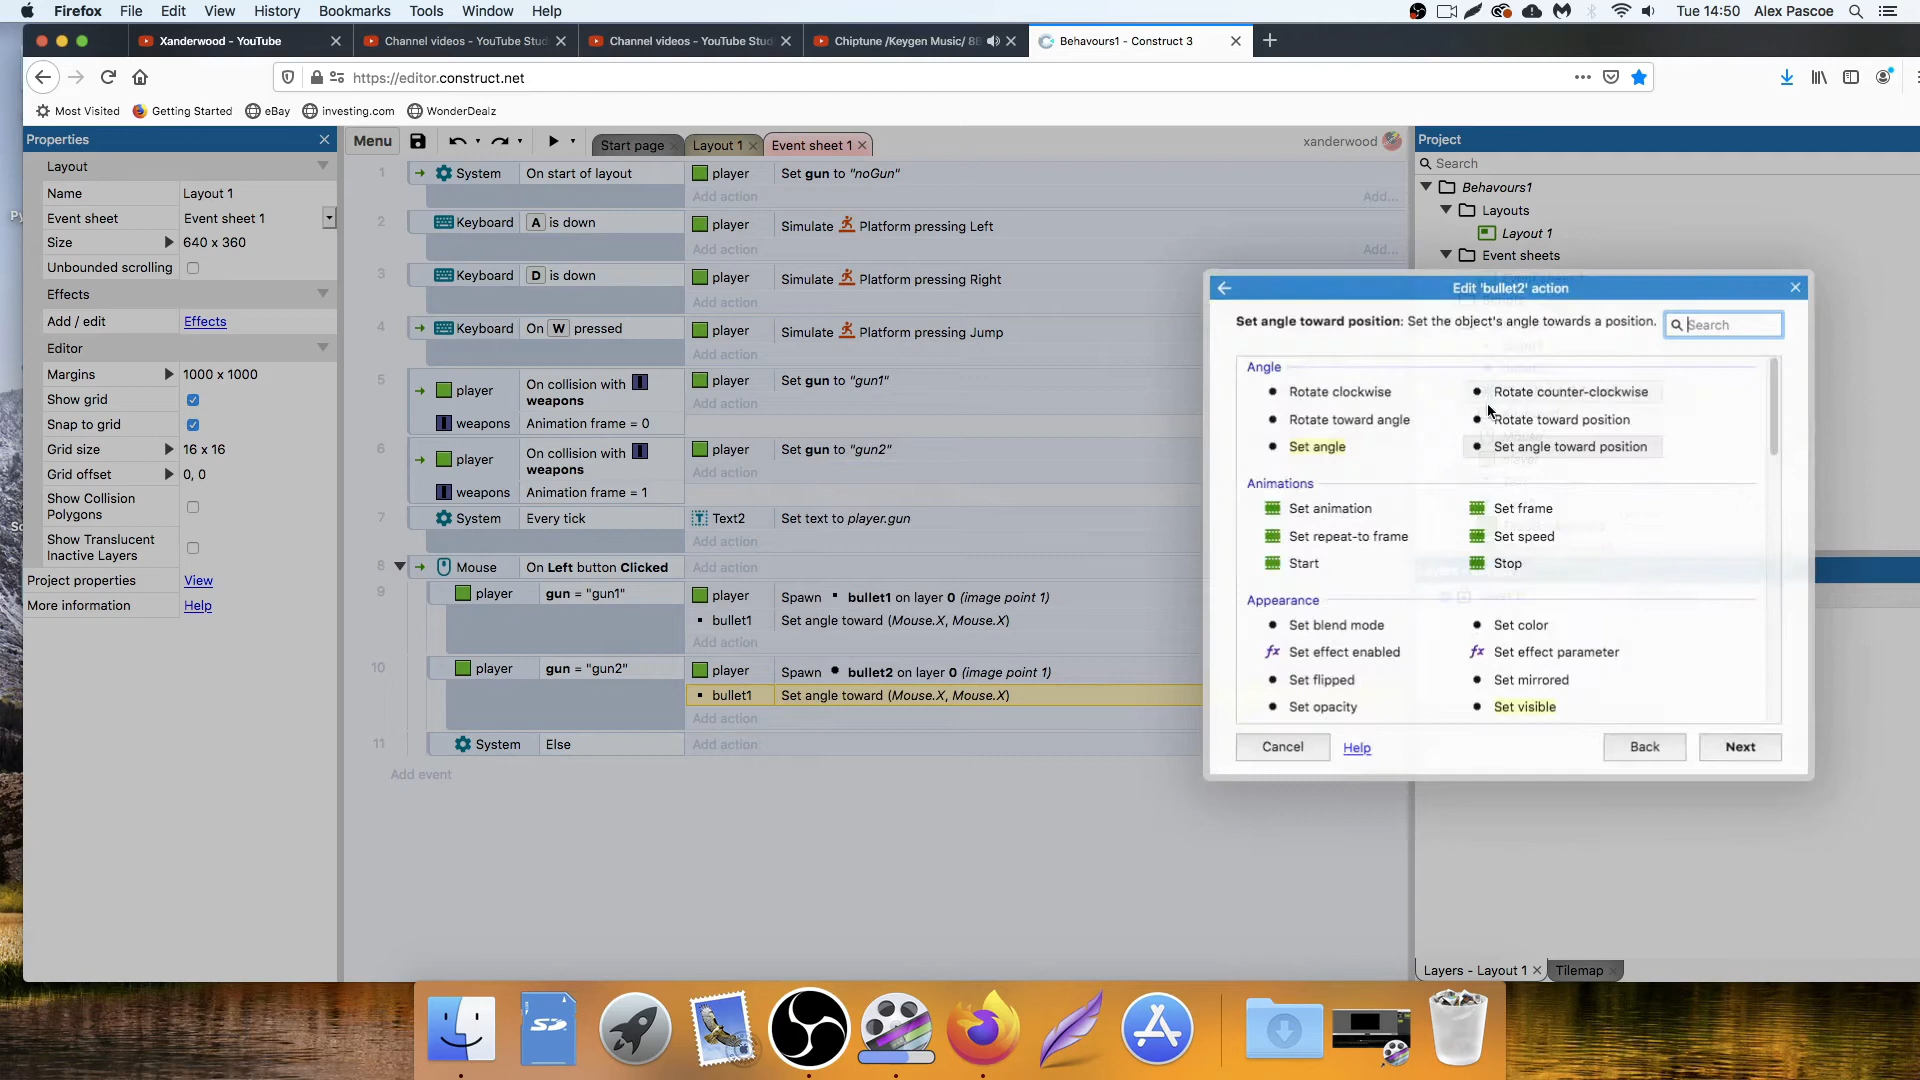 Firefox File Edit View History Bookmarks Tools Window Help Tue 14:50 Alex Pascoe
Xanderwood - YouTube Channel videos - YouTube Stud Channel videos - YouTube Stud Chiptune /Keygen Music/ 8B Behavours1 - Construct 3
https://editor.construct.net
Most Visited Getting Started eBay investing.com WonderDealz
Properties
Layout
Name Layout 1
Event sheet Event sheet 1
Size 640 x 360
Unbounded scrolling
Effects
Add / edit Effects
Editor
Margins 1000 x 1000
Show grid
Snap to grid
Grid size 16 x 16
Grid offset 0, 0
Show Collision
Polygons
Show Translucent
Inactive Layers
Project properties View
More information Help
Menu Start page Layout 1 Event sheet 1 xanderwood
1 System On start of layout player Set gun to "noGun"
Add action Add...
2 Keyboard A is down player Simulate Platform pressing Left
Add action Add...
3 Keyboard D is down player Simulate Platform pressing Right
Add action
4 Keyboard On W pressed player Simulate Platform pressing Jump
Add action
5 player On collision with weapons player Set gun to "gun1"
weapons Animation frame = 0 Add action
6 player On collision with weapons player Set gun to "gun2"
weapons Animation frame = 1 Add action
7 System Every tick Text2 Set text to player.gun
Add action
8 Mouse On Left button Clicked Add action
9 player gun = "gun1" player Spawn bullet1 on layer 0 (image point 1)
bullet1 Set angle toward (Mouse.X, Mouse.X)
Add action
10 player gun = "gun2" player Spawn bullet2 on layer 0 (image point 1)
bullet1 Set angle toward (Mouse.X, Mouse.X)
Add action
11 System Else Add action
Add event
Project
Search
Behavours1
Layouts
Layout 1
Event sheets
Edit 'bullet2' action
Set angle toward position: Set the object's angle towards a position. Search
Angle
Rotate clockwise Rotate counter-clockwise
Rotate toward angle Rotate toward position
Set angle Set angle toward position
Animations
Set animation Set frame
Set repeat-to frame Set speed
Start Stop
Appearance
Set blend mode Set color
Set effect enabled Set effect parameter
Set flipped Set mirrored
Set opacity Set visible
Cancel Help Back Next
Layers - Layout 1 Tilemap
SD